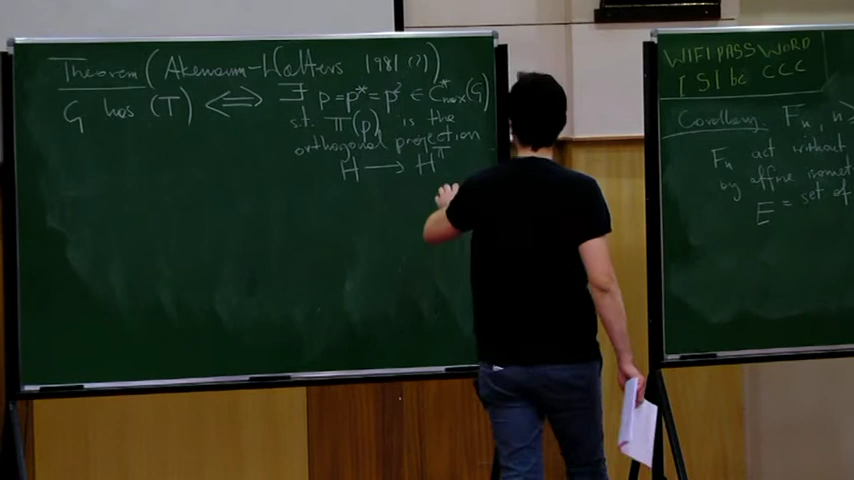 Theorem (Akemann-Walters 1981(?))
G has (T) ⟺ ∃ p = p* = p² ∈ C*max(G)
s.t. π(p) is the
orthogonal projection
H → H^π
WIFI PASSWORD
ISIbc CCC
Corollary. Fn, n
Fn act without
by affine isomet
E = set of